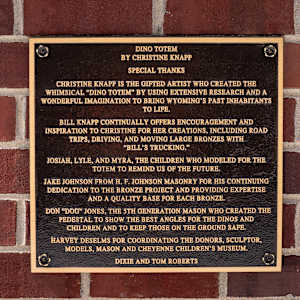 DINO TOTEM
BY CHRISTINE KNAPP
SPECIAL THANKS
CHRISTINE KNAPP IS THE GIFTED ARTIST WHO CREATED THE
WHIMSICAL "DINO TOTEM" BY USING EXTENSIVE RESEARCH AND A
WONDERFUL IMAGINATION TO BRING WYOMING'S PAST INHABITANTS
TO LIFE.
BILL KNAPP CONTINUALLY OFFERS ENCOURAGEMENT AND
INSPIRATION TO CHRISTINE FOR HER CREATIONS, INCLUDING ROAD
TRIPS, DRIVING, AND MOVING LARGE BRONZES WITH
"BILL'S TRUCKING."
JOSIAH, LYLE, AND MYRA, THE CHILDREN WHO MODELED FOR THE
TOTEM TO REMIND US OF THE FUTURE.
JAKE JOHNSON FROM H. F. JOHNSON MASONRY FOR HIS CONTINUING
DEDICATION TO THE BRONZE PROJECT AND PROVIDING EXPERTISE
AND A QUALITY BASE FOR EACH BRONZE.
DON "DOU" JONES, THE 5TH GENERATION MASON WHO CREATED THE
PEDESTAL TO SHOW THE BEST ANGLES FOR THE DINOS AND
CHILDREN AND TO KEEP THOSE ON THE GROUND SAFE.
HARVEY DESELMS FOR COORDINATING THE DONORS, SCULPTOR,
MODELS, MASON AND CHEYENNE CHILDREN'S MUSEUM.
DIXIE AND TOM ROBERTS